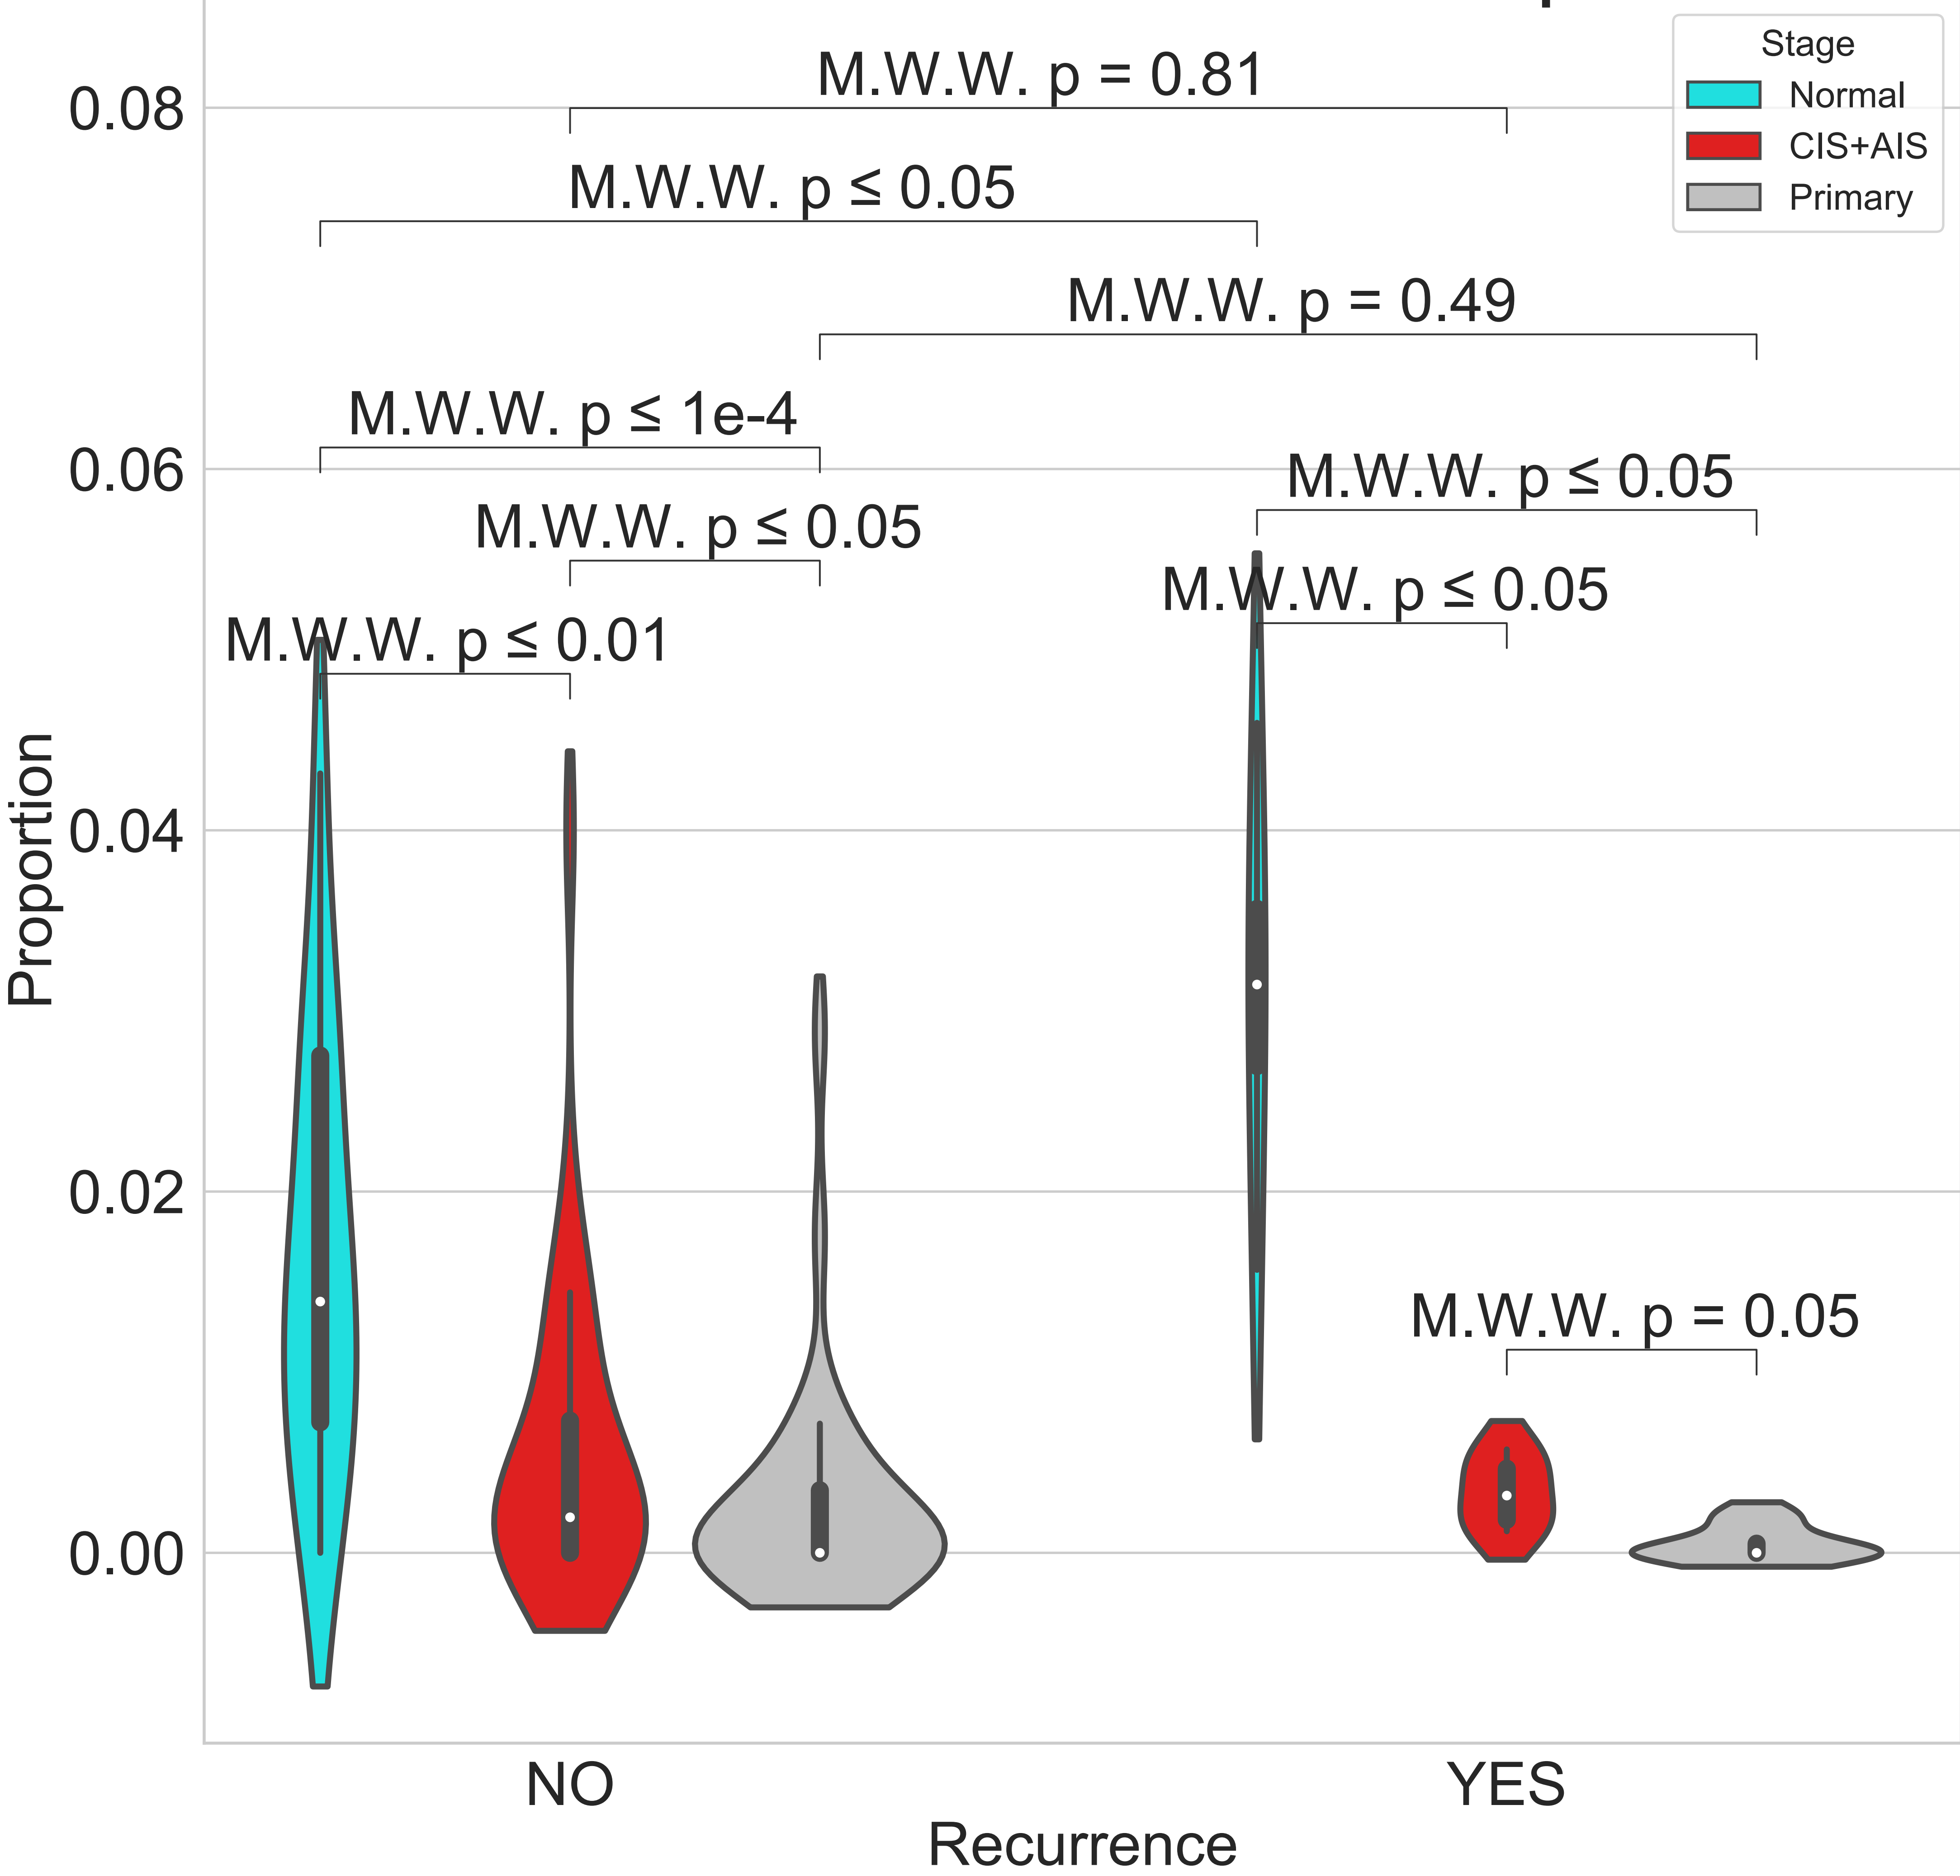 Stage
Normal
CIS+AIS
Primary
M.W.W. p = 0.81
M.W.W. p ≤ 0.05
M.W.W. p = 0.49
M.W.W. p ≤ 1e-4
M.W.W. p ≤ 0.05
M.W.W. p ≤ 0.05
M.W.W. p ≤ 0.05
M.W.W. p ≤ 0.01
M.W.W. p = 0.05
0.08
0.06
0.04
0.02
0.00
Proportion
NO
YES
Recurrence